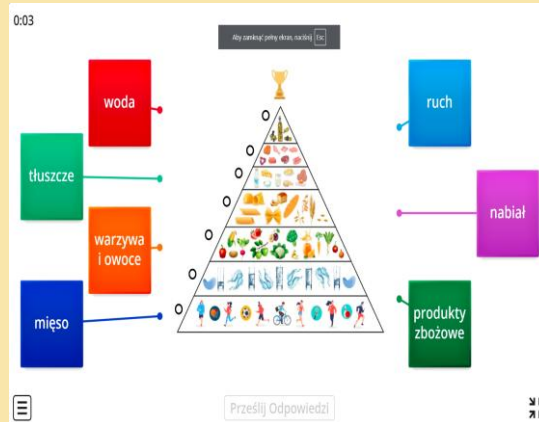 0:03
Aby zamknąć pełny ekran, naciśnij Esc
woda
ruch
tłuszcze
nabiał
warzywa
i owoce
mięso
produkty
zbożowe
Prześlij Odpowiedzi